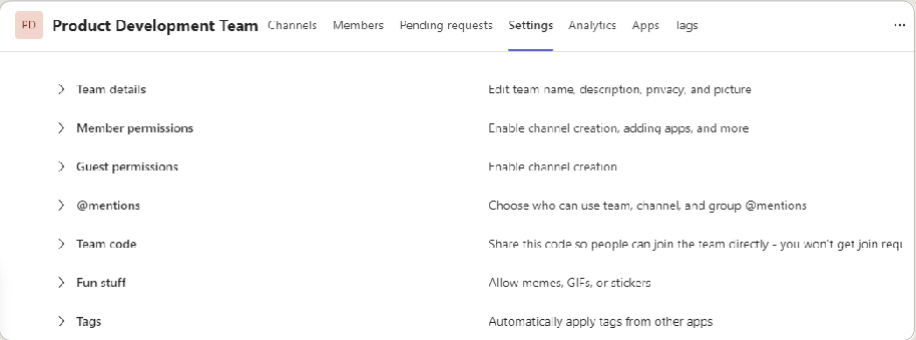 PD Product Development Team Channels Members Pending requests Settings Analytics Apps Tags ...
Team details Edit team name, description, privacy, and picture
Member permissions Enable channel creation, adding apps, and more
Guest permissions Enable channel creation
@mentions Choose who can use team, channel, and group @mentions
Team code Share this code so people can join the team directly - you won't get join requ
Fun stuff Allow memes, GIFs, or stickers
Tags Automatically apply tags from other apps